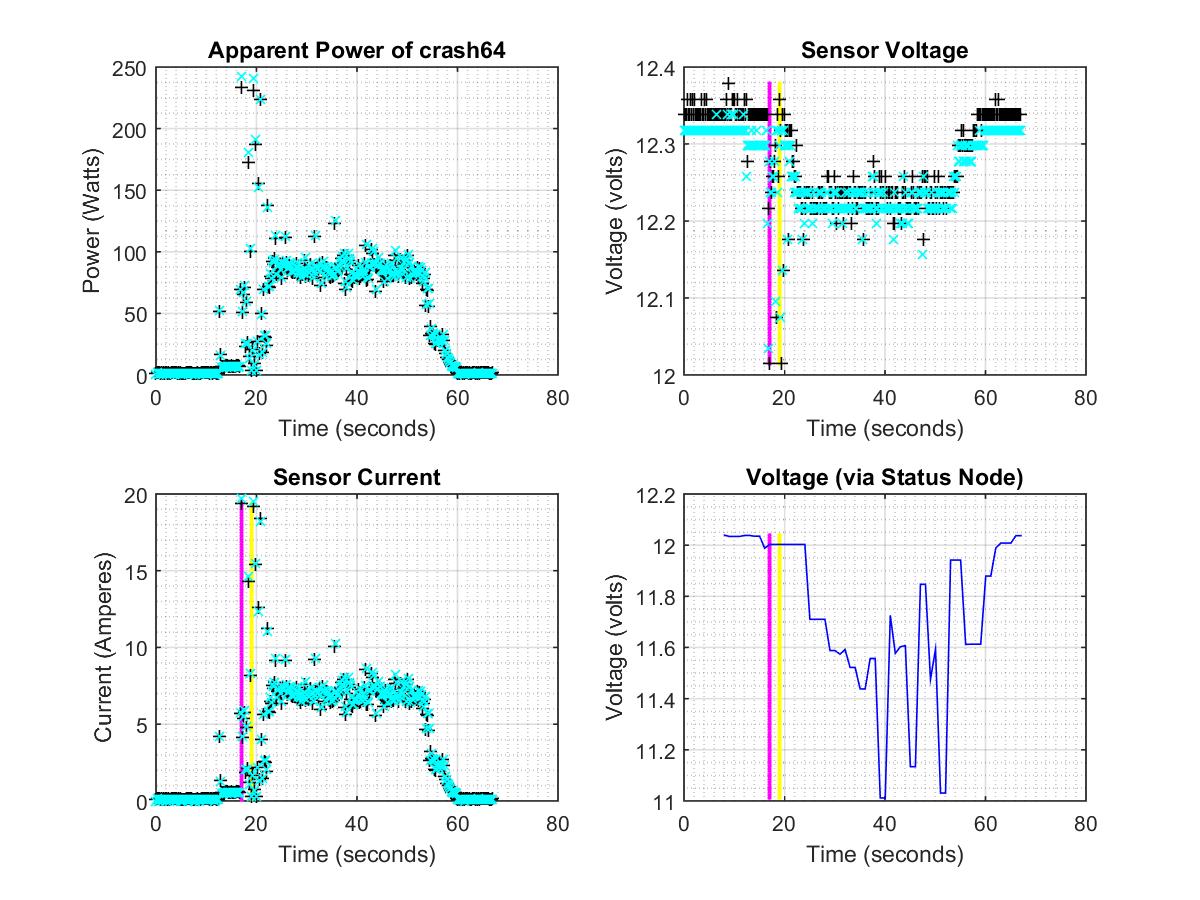 Apparent Power of crash64
250
200
150
100
50
0
0 20 40 60 80
Power (Watts)
Time (seconds)
Sensor Voltage
12.4
12.3
12.2
12.1
12
0 20 40 60 80
Voltage (volts)
Time (seconds)
Sensor Current
20
15
10
5
0
0 20 40 60 80
Current (Amperes)
Time (seconds)
Voltage (via Status Node)
12.2
12
11.8
11.6
11.4
11.2
11
0 20 40 60 80
Voltage (volts)
Time (seconds)